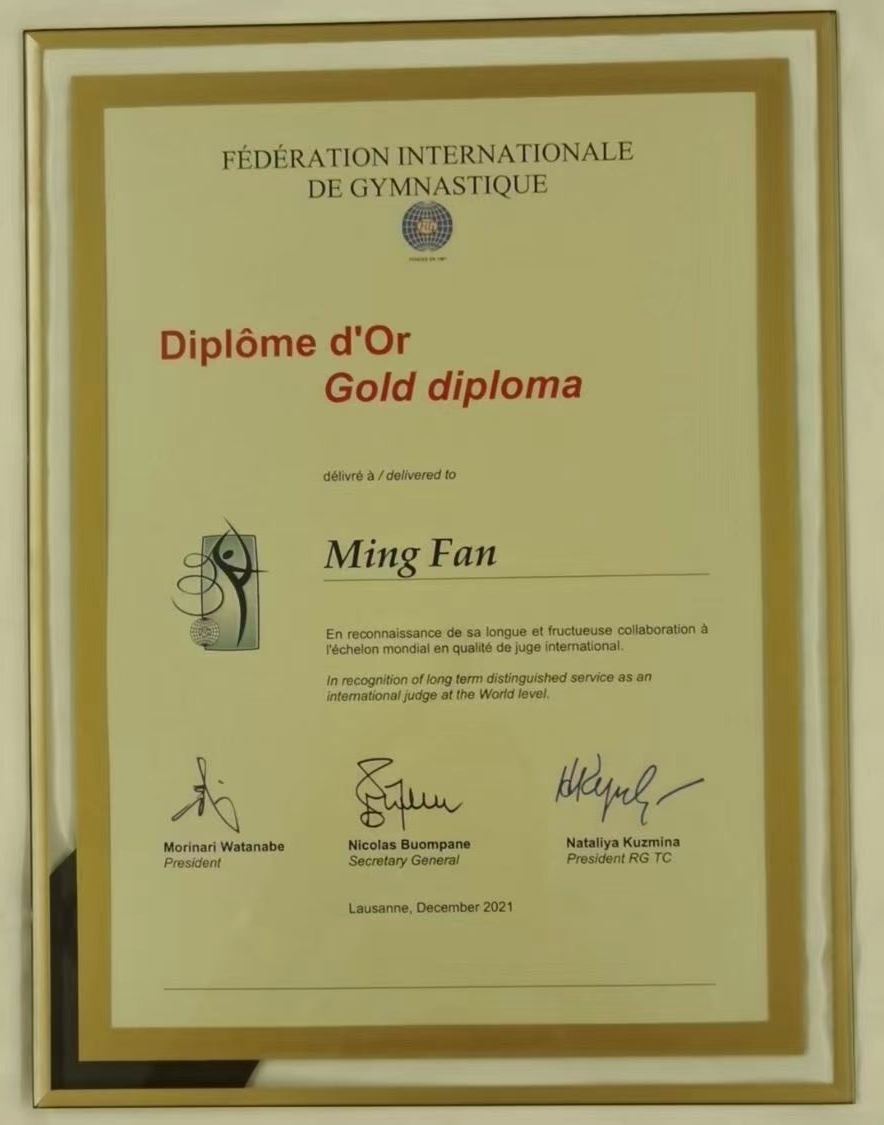 FÉDÉRATION INTERNATIONALE
DE GYMNASTIQUE
Diplôme d'Or
Gold diploma
délivré à / delivered to
Ming Fan
En reconnaissance de sa longue et fructueuse collaboration à
l'échelon mondial en qualité de juge international.
In recognition of long term distinguished service as an
international judge at the World level.
Morinari Watanabe
President
Nicolas Buompane
Secretary General
Nataliya Kuzmina
President RG TC
Lausanne, December 2021